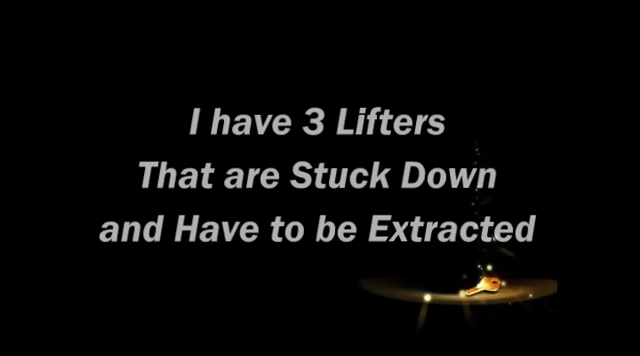 I have 3 Lifters
That are Stuck Down
and Have to be Extracted